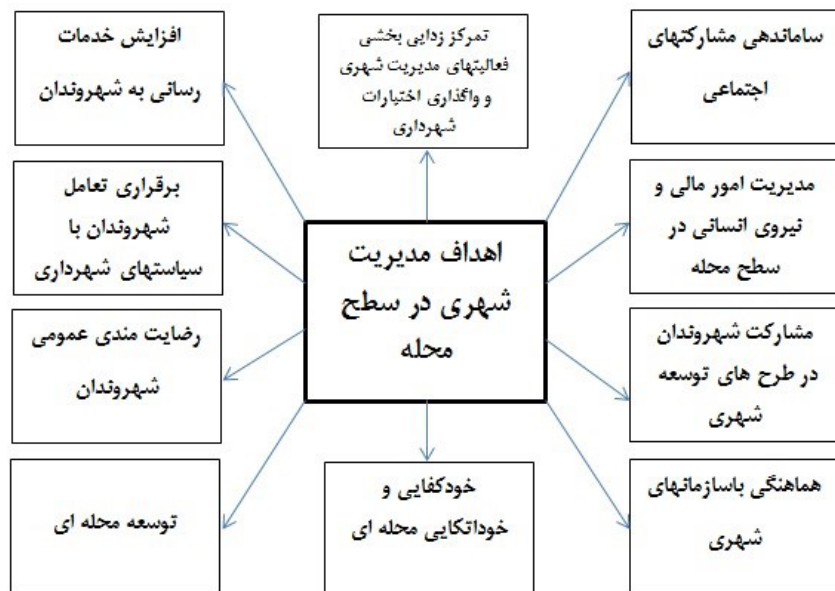 ساماندهی مشارکتهای
اجتماعی
تمرکز زدایی بخشی
فعالیتهای مدیریت شهری
و واگذاری اختیارات
شهرداری
افزایش خدمات
رسانی به شهروندان
مدیریت امور مالی و
نیروی انسانی در
سطح محله
اهداف مدیریت
شهری در سطح
محله
برقراری تعامل
شهروندان با
سیاستهای شهرداری
مشارکت شهروندان
در طرح های توسعه
شهری
رضایت مندی عمومی
شهروندان
هماهنگی باسازمانهای
شهری
خودکفایی و
خوداتکایی محله ای
توسعه محله ای